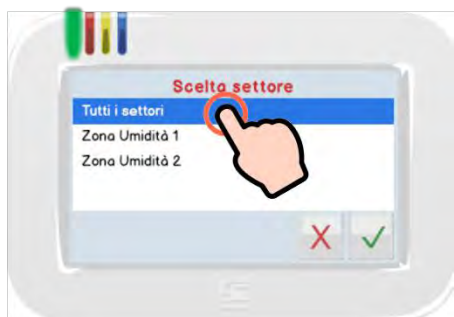 Scelta settore
Tutti i settori
Zona Umidità 1
Zona Umidità 2